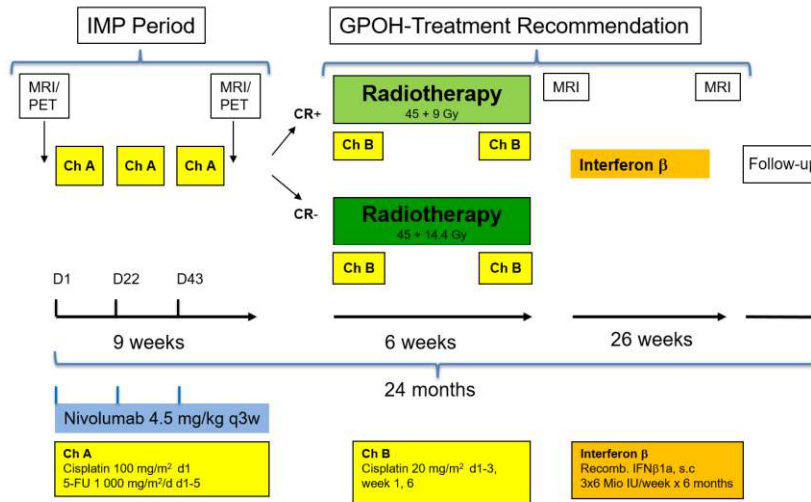 IMP Period
GPOH-Treatment Recommendation
MRI/
PET
MRI/
PET
Ch A
Ch A
Ch A
CR+
Radiotherapy
45 + 9 Gy
Ch B
Ch B
CR-
Radiotherapy
45 + 14.4 Gy
Ch B
Ch B
MRI
MRI
Interferon β
Follow-up
D1
D22
D43
9 weeks
6 weeks
26 weeks
24 months
Nivolumab 4.5 mg/kg q3w
Ch A
Cisplatin 100 mg/m² d1
5-FU 1 000 mg/m²/d d1-5
Ch B
Cisplatin 20 mg/m² d1-3,
week 1, 6
Interferon β
Recomb. IFNβ1a, s.c
3x6 Mio IU/week x 6 months